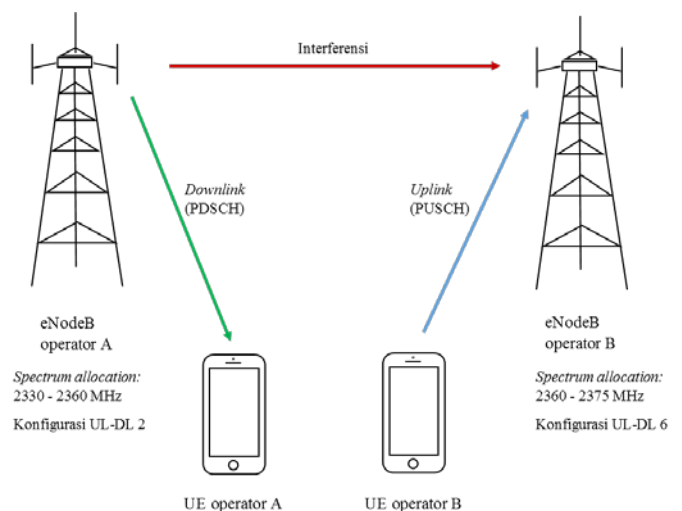 Interferensi
Downlink
(PDSCH)
Uplink
(PUSCH)
eNodeB
operator A
Spectrum allocation:
2330 - 2360 MHz
Konfigurasi UL-DL 2
eNodeB
operator B
Spectrum allocation:
2360 - 2375 MHz
Konfigurasi UL-DL 6
UE operator A
UE operator B